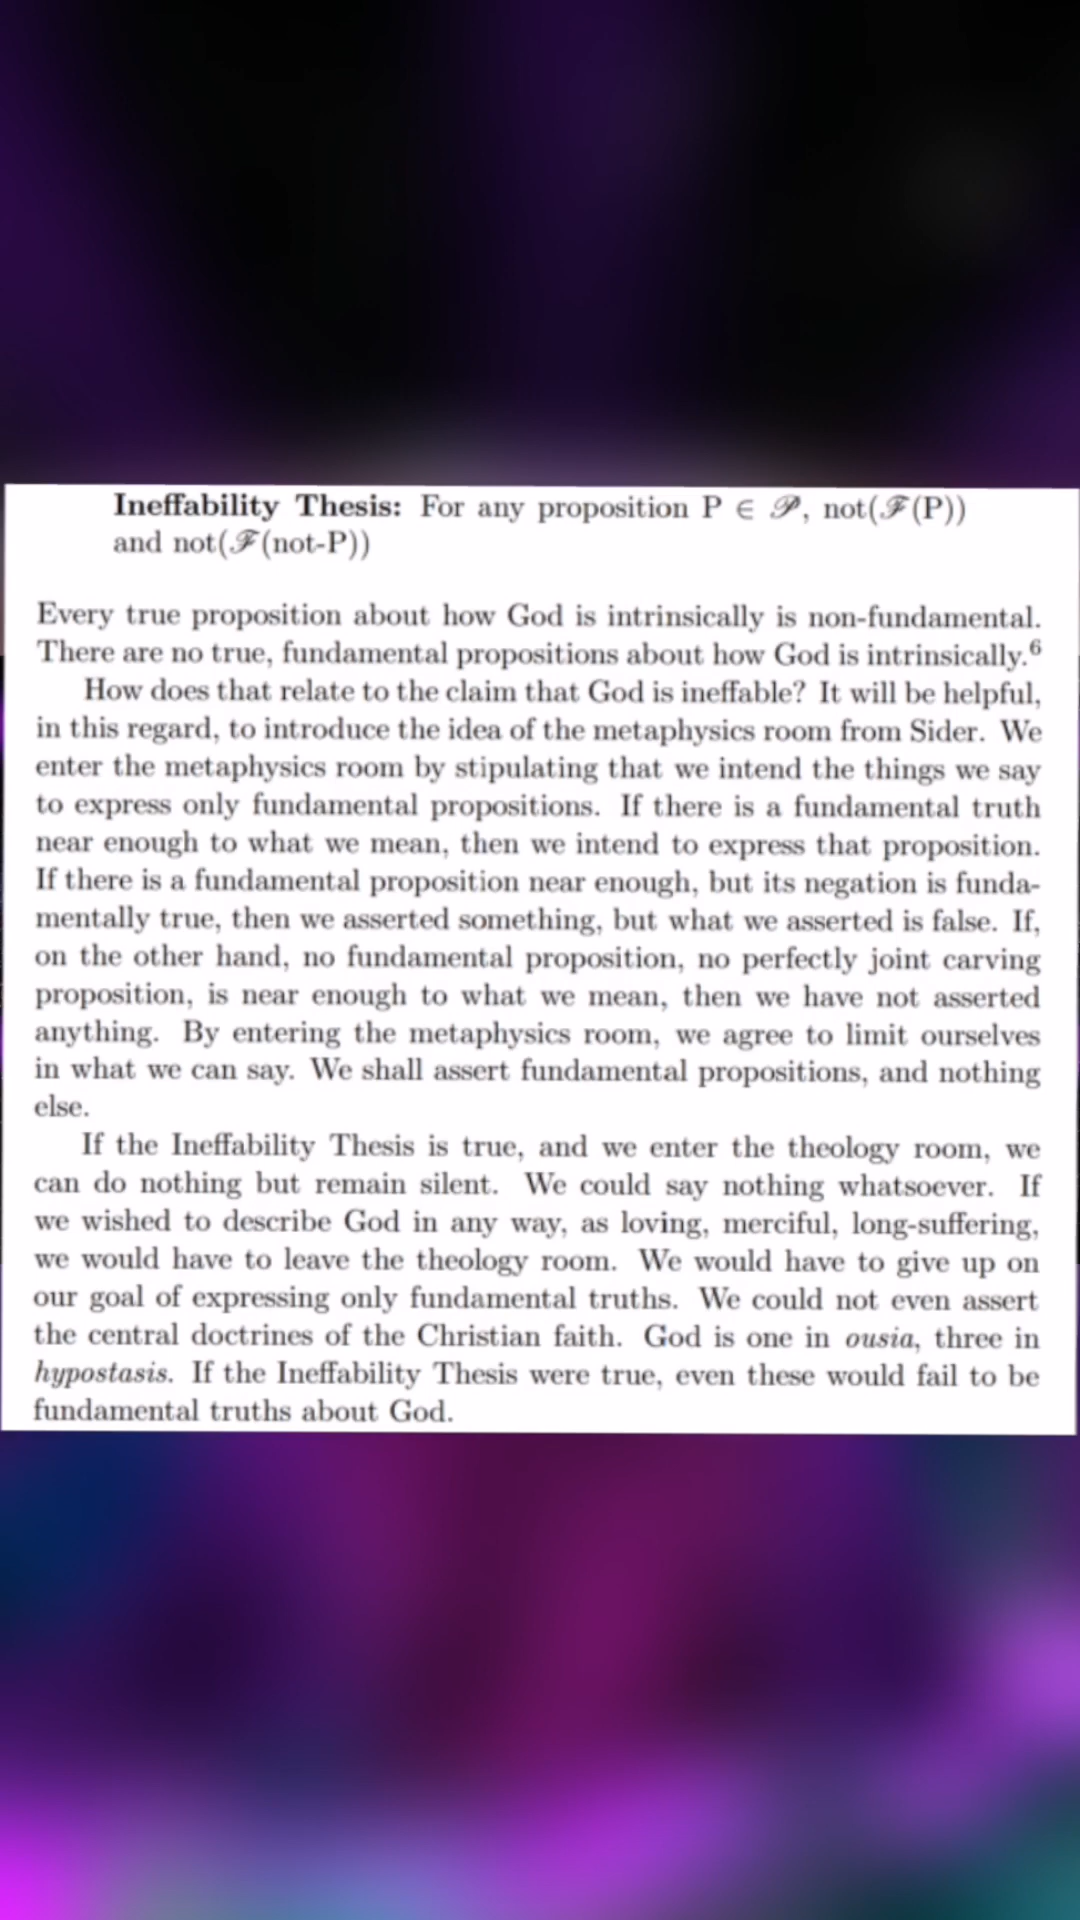 Ineffability Thesis: For any proposition P ∈ 𝒫, not(ℱ(P))
and not(ℱ(not-P))
Every true proposition about how God is intrinsically is non-fundamental.
There are no true, fundamental propositions about how God is intrinsically.⁶
How does that relate to the claim that God is ineffable? It will be helpful,
in this regard, to introduce the idea of the metaphysics room from Sider. We
enter the metaphysics room by stipulating that we intend the things we say
to express only fundamental propositions. If there is a fundamental truth
near enough to what we mean, then we intend to express that proposition.
If there is a fundamental proposition near enough, but its negation is funda-
mentally true, then we asserted something, but what we asserted is false. If,
on the other hand, no fundamental proposition, no perfectly joint carving
proposition, is near enough to what we mean, then we have not asserted
anything. By entering the metaphysics room, we agree to limit ourselves
in what we can say. We shall assert fundamental propositions, and nothing
else.
If the Ineffability Thesis is true, and we enter the theology room, we
can do nothing but remain silent. We could say nothing whatsoever. If
we wished to describe God in any way, as loving, merciful, long-suffering,
we would have to leave the theology room. We would have to give up on
our goal of expressing only fundamental truths. We could not even assert
the central doctrines of the Christian faith. God is one in ousia, three in
hypostasis. If the Ineffability Thesis were true, even these would fail to be
fundamental truths about God.